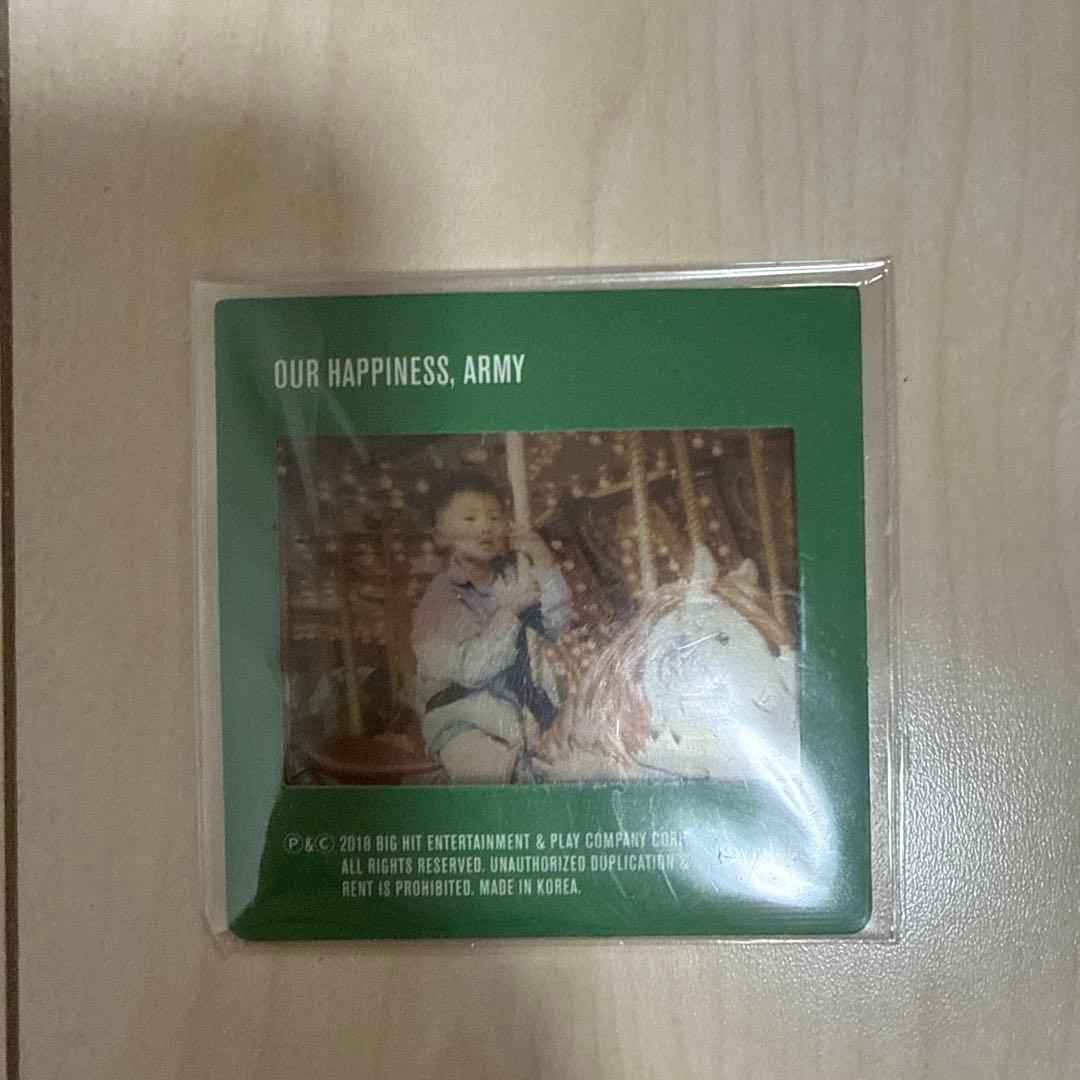 OUR HAPPINESS, ARMY
Ⓟ&Ⓒ 2018 BIG HIT ENTERTAINMENT & PLAY COMPANY CORP
ALL RIGHTS RESERVED. UNAUTHORIZED DUPLICATION &
RENT IS PROHIBITED. MADE IN KOREA.